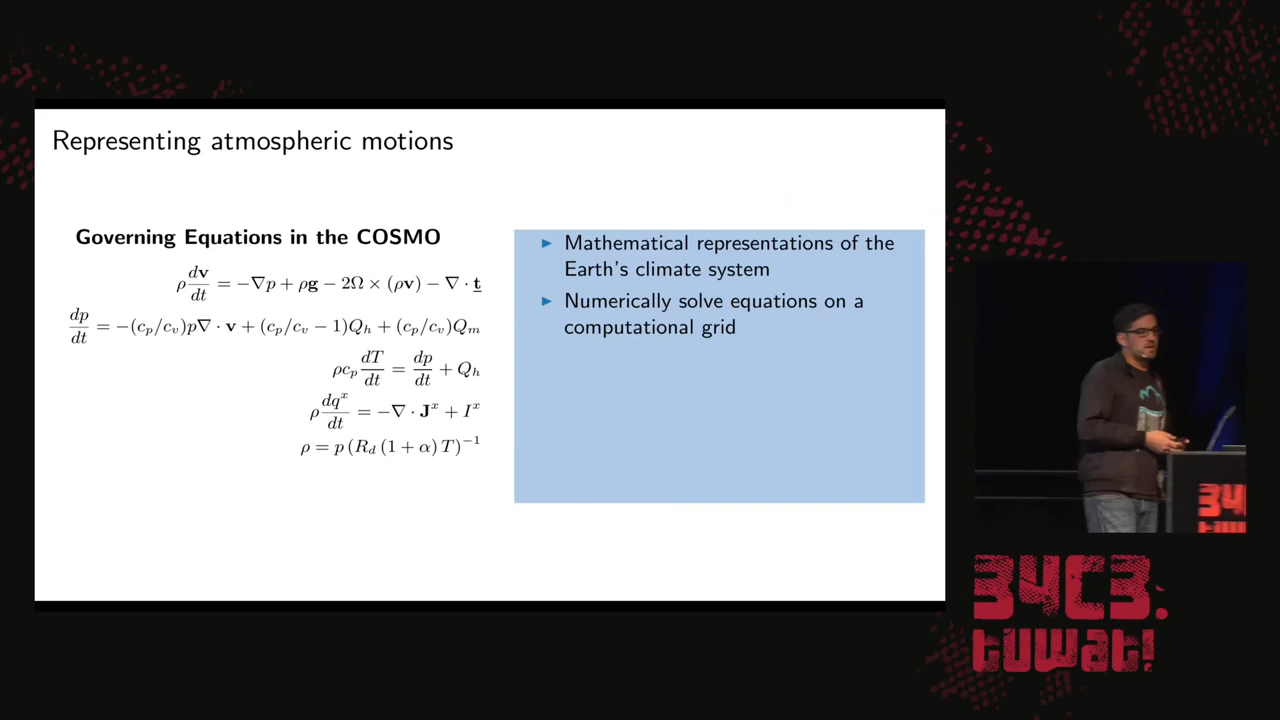 Representing atmospheric motions
Governing Equations in the COSMO
ρ dv/dt = −∇p + ρg − 2Ω × (ρv) − ∇ · t
dp/dt = −(c_p/c_v)p∇ · v + (c_p/c_v − 1)Q_h + (c_p/c_v)Q_m
ρc_p dT/dt = dp/dt + Q_h
ρ dq^x/dt = −∇ · J^x + I^x
ρ = p (R_d (1 + α) T)^−1
▶ Mathematical representations of the
Earth's climate system
▶ Numerically solve equations on a
computational grid
34C3.
tuwat!
34
tuw